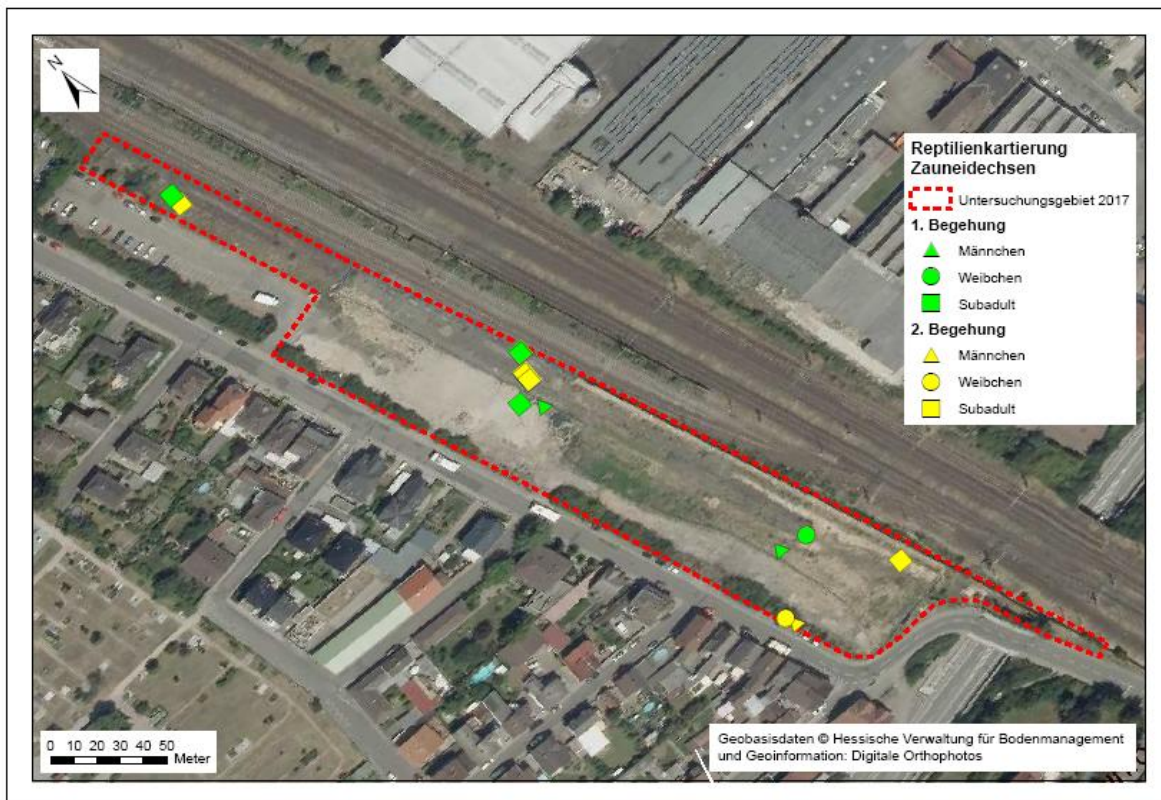 N
Reptilienkartierung
Zauneidechsen
Untersuchungsgebiet 2017
1. Begehung
Männchen
Weibchen
Subadult
2. Begehung
Männchen
Weibchen
Subadult
0 10 20 30 40 50
Meter
Geobasisdaten © Hessische Verwaltung für Bodenmanagement
und Geoinformation: Digitale Orthophotos